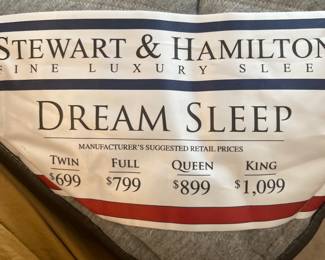 STEWART & HAMILTON
FINE LUXURY SLEEP
DREAM SLEEP
MANUFACTURER'S SUGGESTED RETAIL PRICES
TWIN FULL QUEEN KING
$699 $799 $899 $1,099